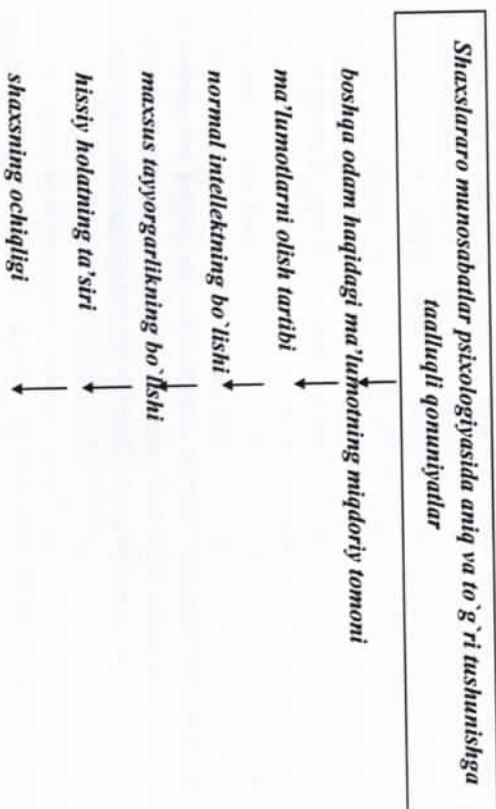 Shaxslararo munosabatlar psixologiyasida aniq va to`g`ri tushunishga
taalluqli qonuniyatlar
boshqa odam haqidagi ma'lumotning miqdoriy tomoni
ma'lumotlarni olish tartibi
normal intellektning bo`lishi
maxsus tayyorgarlikning bo`lishi
hissiy holatning ta'siri
shaxsning ochiqligi